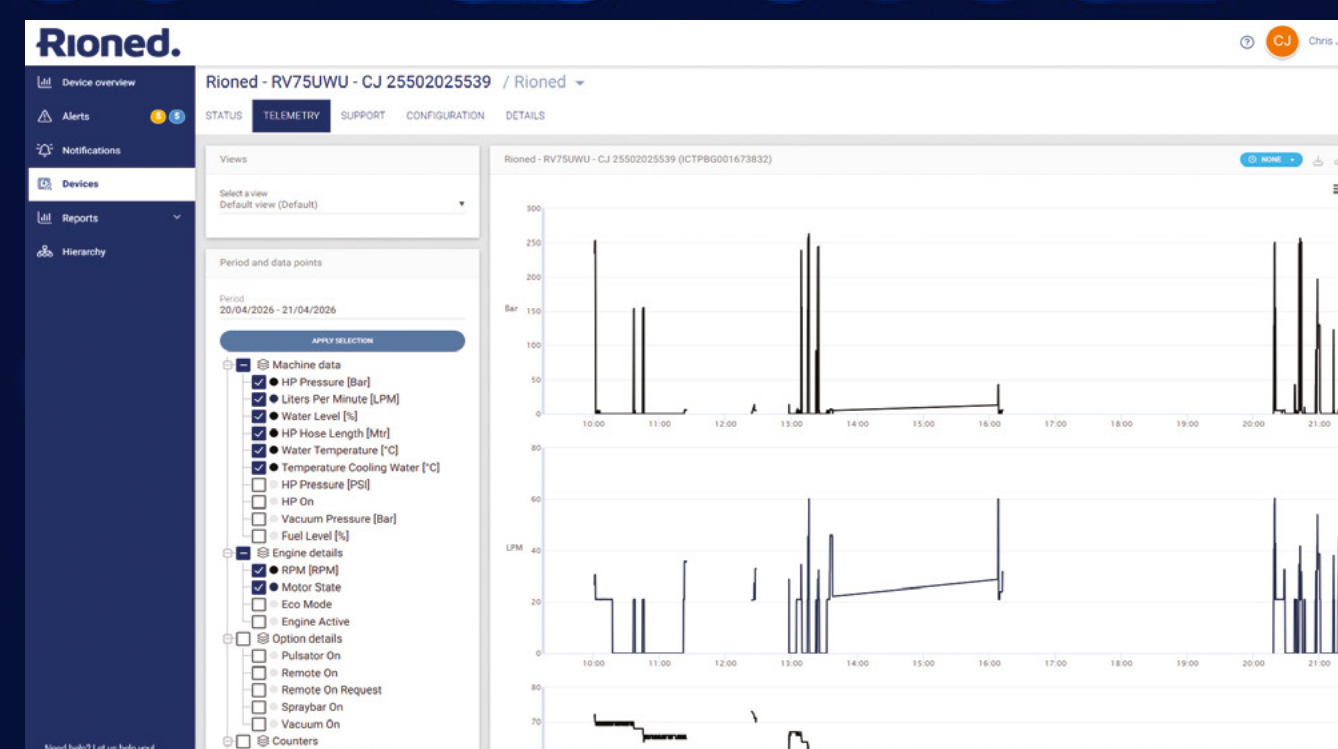 Rioned.
CJ
Chris J
Device overview
Alerts
5 5
Notifications
Devices
Reports
Hierarchy
Rioned - RV75UWU - CJ 25502025539 / Rioned
STATUS TELEMETRY SUPPORT CONFIGURATION DETAILS
Views
Select a view
Default view (Default)
Period and data points
Period
20/04/2026 - 21/04/2026
APPLY SELECTION
Machine data
HP Pressure [Bar]
Liters Per Minute [LPM]
Water Level [%]
HP Hose Length [Mtr]
Water Temperature [°C]
Temperature Cooling Water [°C]
HP Pressure [PSI]
HP On
Vacuum Pressure [Bar]
Fuel Level [%]
Engine details
RPM [RPM]
Motor State
Eco Mode
Engine Active
Option details
Pulsator On
Remote On
Remote On Request
Spraybar On
Vacuum On
Counters
Rioned - RV75UWU - CJ 25502025539 (ICTPBG001673832)
NONE
300
250
200
Bar 150
100
50
0
10:00 11:00 12:00 13:00 14:00 15:00 16:00 17:00 18:00 19:00 20:00 21:00
80
60
LPM 40
20
0
10:00 11:00 12:00 13:00 14:00 15:00 16:00 17:00 18:00 19:00 20:00 21:00
80
70
Need help? Let us help you!